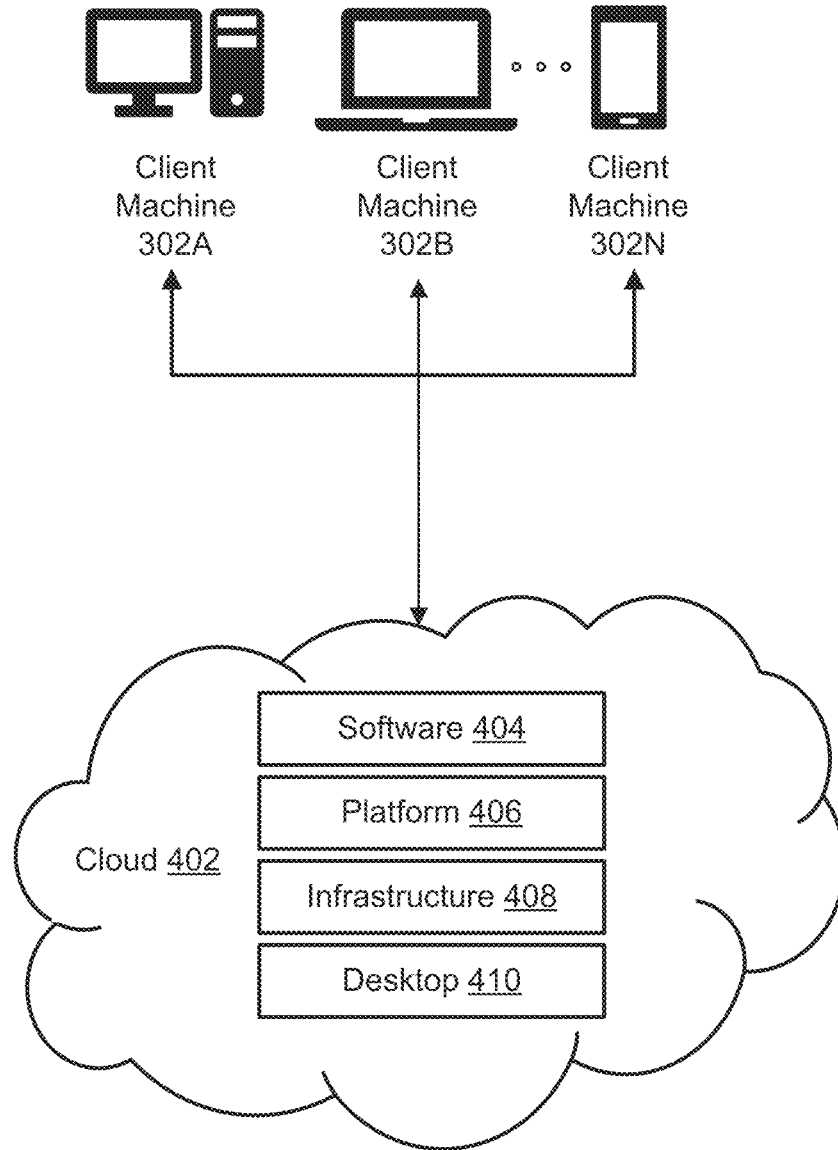 Client
Machine
302A
Client
Machine
302B
Client
Machine
302N
Software 404
Platform 406
Cloud 402
Infrastructure 408
Desktop 410